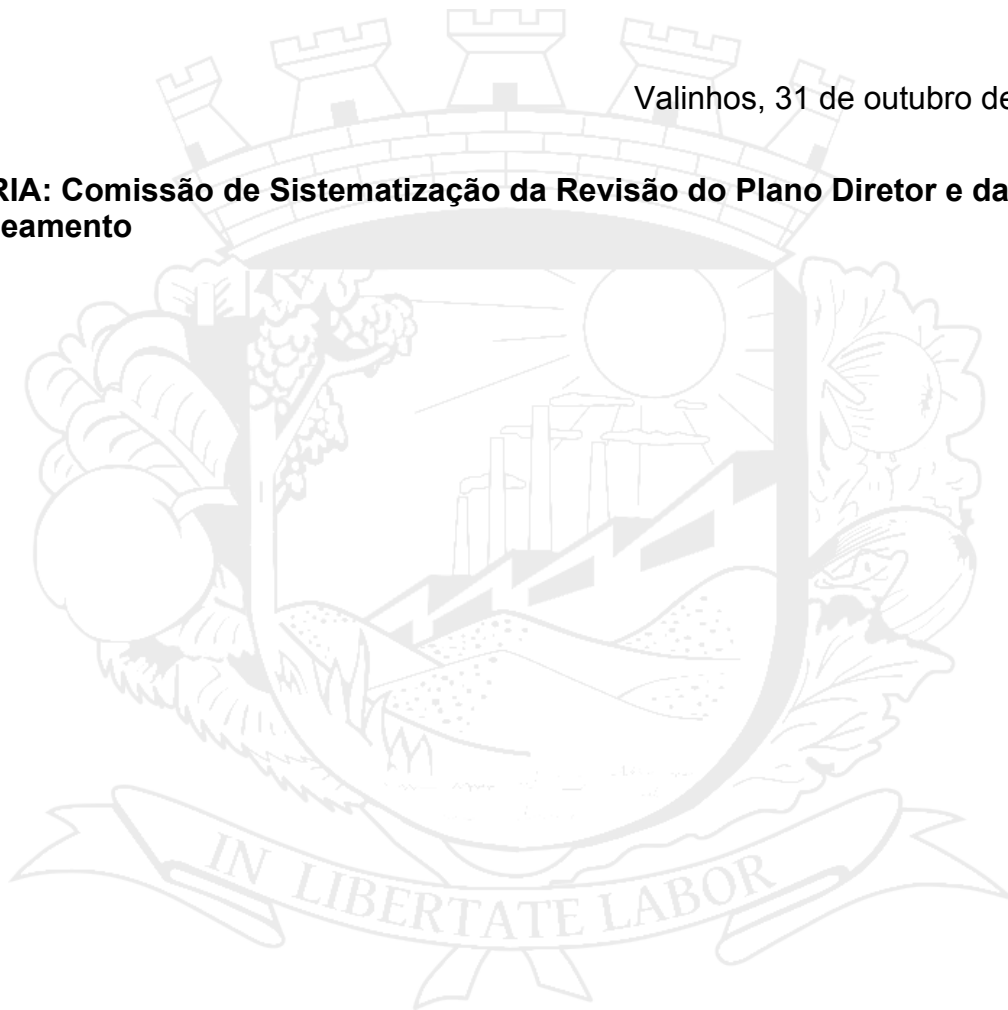 Valinhos, 31 de outubro de
RIA: Comissão de Sistematização da Revisão do Plano Diretor e da
eamento
IN LIBERTATE LABOR